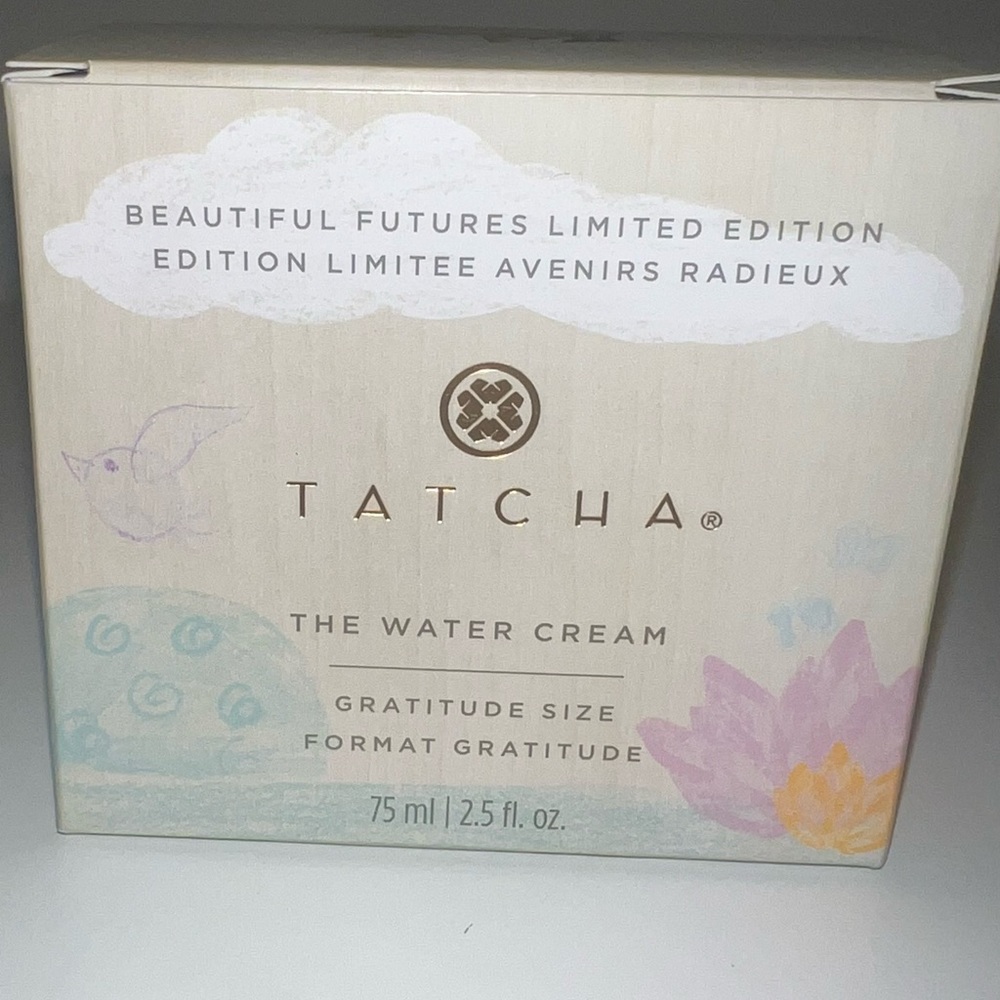 BEAUTIFUL FUTURES LIMITED EDITION
EDITION LIMITEE AVENIRS RADIEUX
TATCHA®
THE WATER CREAM
GRATITUDE SIZE
FORMAT GRATITUDE
75 ml | 2.5 fl. oz.